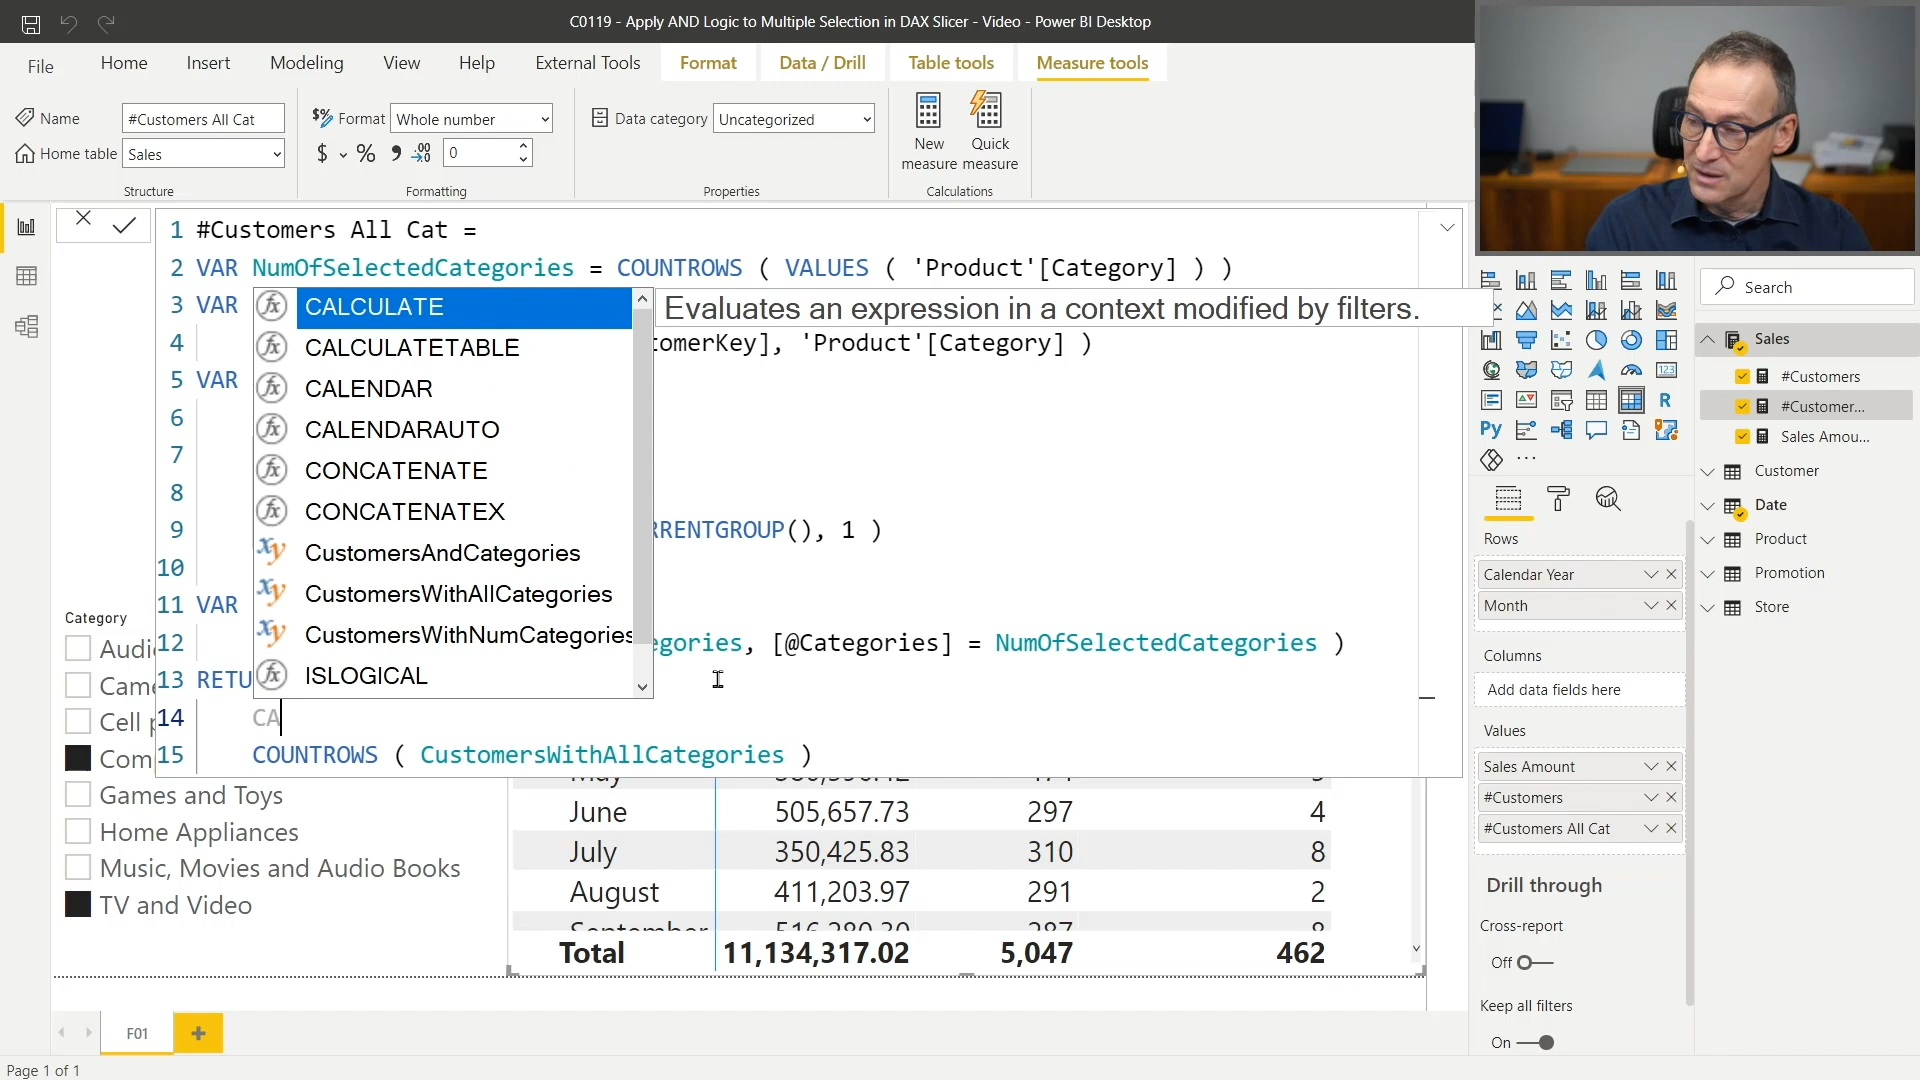 C0119 - Apply AND Logic to Multiple Selection in DAX Slicer - Video - Power BI Desktop
File Home Insert Modeling View Help External Tools Format Data / Drill Table tools Measure tools
Name #Customers All Cat
Home table Sales
Structure
$% Format Whole number
$ % , .00 0
Formatting
Data category Uncategorized
Properties
New measure
Quick measure
Calculations
1 #Customers All Cat =
2 VAR NumOfSelectedCategories = COUNTROWS ( VALUES ( 'Product'[Category] ) )
3 VAR
4 tomerKey], 'Product'[Category] )
5 VAR
6
7
8
9 RRENTGROUP(), 1 )
10
11 VAR
12 egories, [@Categories] = NumOfSelectedCategories )
13 RETU
14 CA
15 COUNTROWS ( CustomersWithAllCategories )
CALCULATE
Evaluates an expression in a context modified by filters.
CALCULATETABLE
CALENDAR
CALENDARAUTO
CONCATENATE
CONCATENATEX
CustomersAndCategories
CustomersWithAllCategories
CustomersWithNumCategories
ISLOGICAL
Category
Audi
Came
Cell p
Com
Games and Toys
Home Appliances
Music, Movies and Audio Books
TV and Video
June 505,657.73 297 4
July 350,425.83 310 8
August 411,203.97 291 2
Total 11,134,317.02 5,047 462
F01
+
Page 1 of 1
123
R
Py
...
Rows
Calendar Year
Month
Columns
Add data fields here
Values
Sales Amount
#Customers
#Customers All Cat
Drill through
Cross-report
Off
Keep all filters
On
Search
Sales
#Customers
#Customer...
Sales Amou...
Customer
Date
Product
Promotion
Store